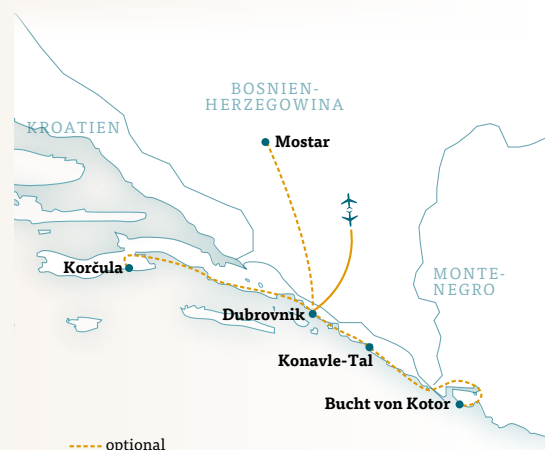 BOSNIEN-
HERZEGOWINA
KROATIEN
Mostar
Korčula
MONTE-
NEGRO
Dubrovnik
Konavle-Tal
Bucht von Kotor
optional